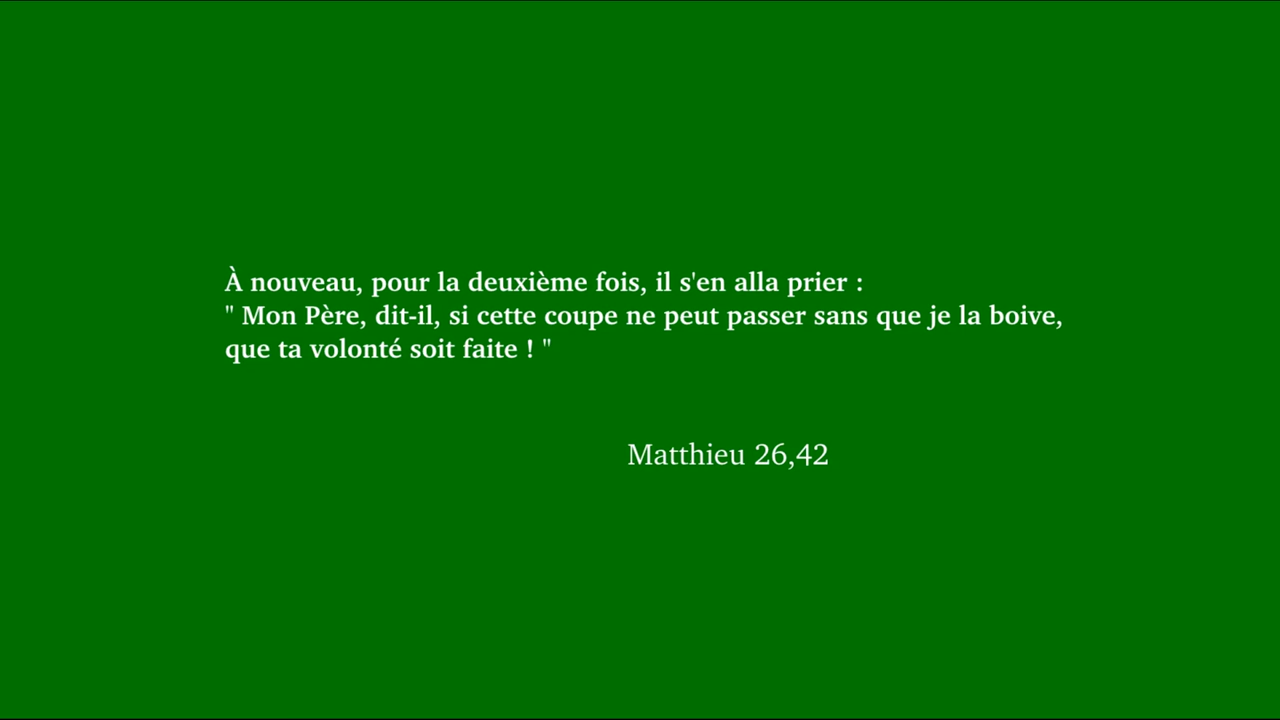 À nouveau, pour la deuxième fois, il s'en alla prier :
" Mon Père, dit-il, si cette coupe ne peut passer sans que je la boive,
que ta volonté soit faite ! "
Matthieu 26,42